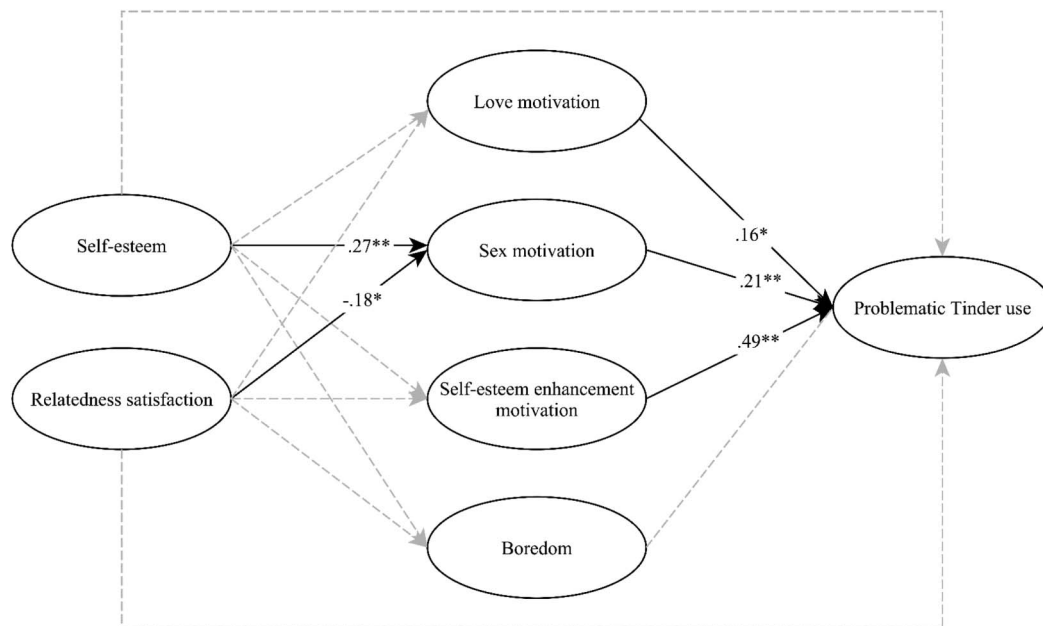 Love motivation
.16*
Self-esteem
.27**
Sex motivation
.21**
-.18*
Problematic Tinder use
.49**
Relatedness satisfaction
Self-esteem enhancement
motivation
Boredom